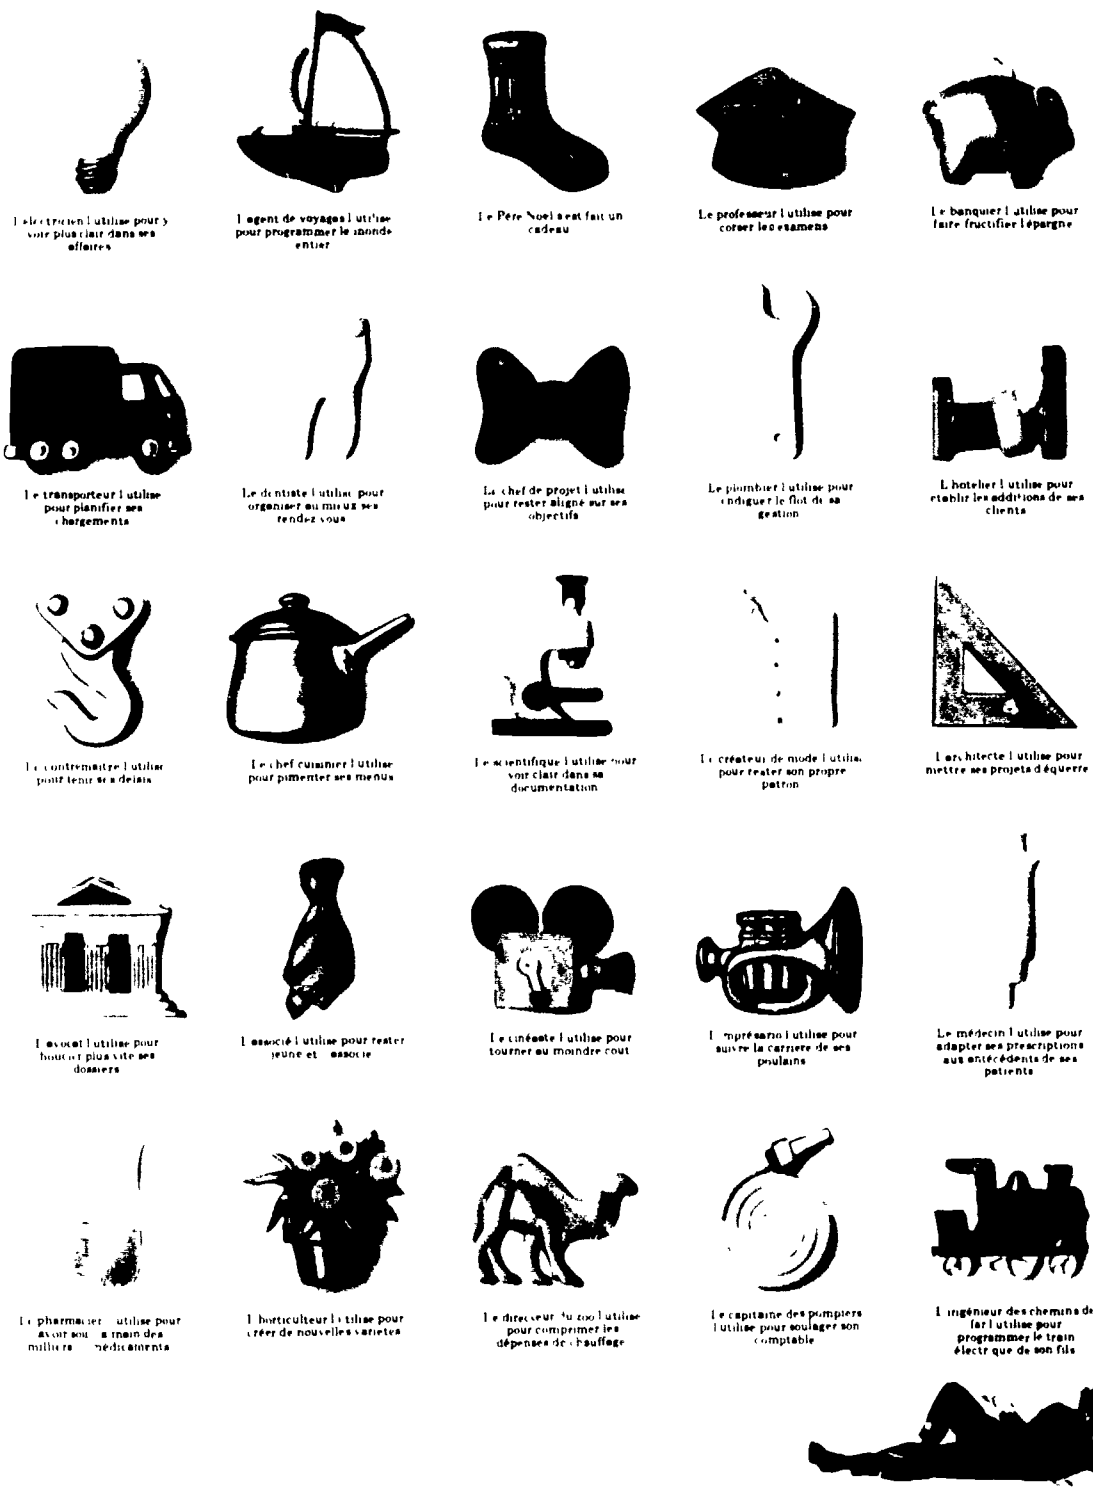 L'électricien l'utilise pour y
voir plus clair dans ses
affaires
L'agent de voyages l'utilise
pour programmer le monde
entier
Le Père Noel s'est fait un
cadeau
Le professeur l'utilise pour
corser les examens
Le banquier l'utilise pour
faire fructifier l'épargne
Le transporteur l'utilise
pour planifier ses
chargements
Le dentiste l'utilise pour
organiser au mieux ses
rendez vous
Le chef de projet l'utilise
pour rester aligné sur ses
objectifs
Le plombier l'utilise pour
endiguer le flot de sa
gestion
L'hotelier l'utilise pour
etablir les additions de ses
clients
Le contremaitre l'utilise
pour tenir ses delais
Le chef cuisinier l'utilise
pour pimenter ses menus
Le scientifique l'utilise pour
voir clair dans sa
documentation
Le créateur de mode l'utilise
pour rester son propre
patron
L'architecte l'utilise pour
mettre ses projets d'équerre
L'avocat l'utilise pour
boucler plus vite ses
dossiers
L'associé l'utilise pour rester
jeune et associe
Le cinéaste l'utilise pour
tourner au moindre cout
L'imprésario l'utilise pour
suivre la carriere de ses
poulains
Le médecin l'utilise pour
adapter ses prescriptions
aux antécédents de ses
patients
Le pharmacien l'utilise pour
avoir sous la main des
milliers médicaments
L'horticulteur l'utilise pour
créer de nouvelles varietes
Le directeur du zoo l'utilise
pour comprimer les
dépenses de chauffage
Le capitaine des pompiers
l'utilise pour soulager son
comptable
L'ingénieur des chemins de
fer l'utilise pour
programmer le train
électrique de son fils